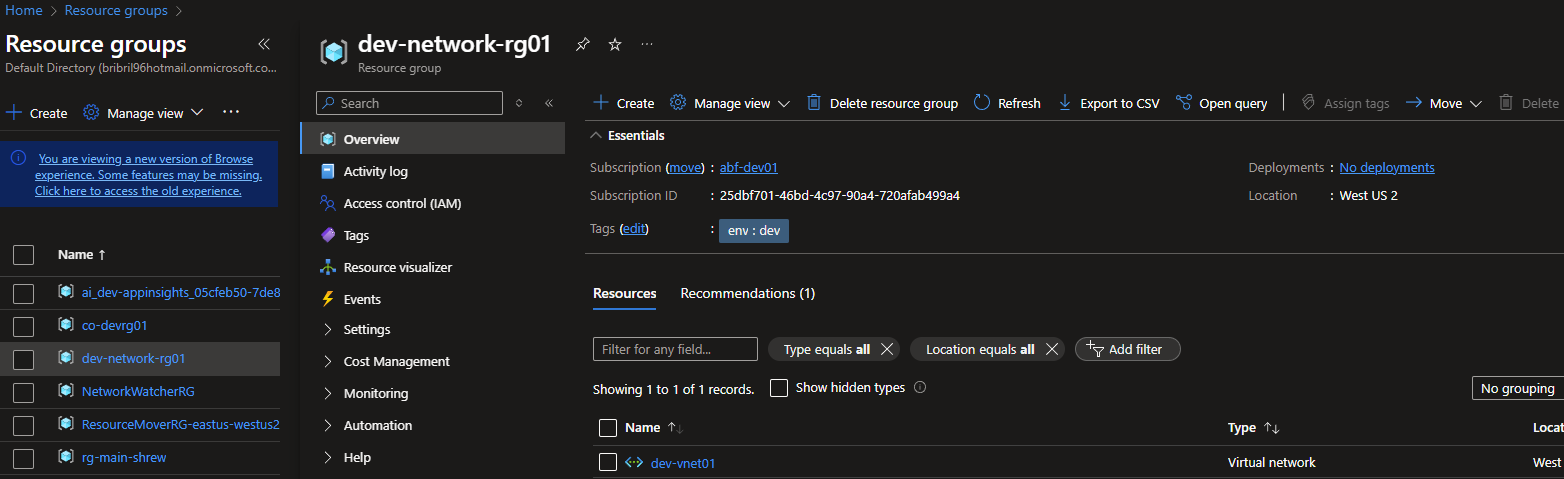 Home > Resource groups >
Resource groups
Default Directory (bribril96hotmail.onmicrosoft.co...
Create Manage view ...
You are viewing a new version of Browse
experience. Some features may be missing.
Click here to access the old experience.
Name ↑
ai_dev-appinsights_05cfeb50-7de8
co-devrg01
dev-network-rg01
NetworkWatcherRG
ResourceMoverRG-eastus-westus2
rg-main-shrew
dev-network-rg01 ...
Resource group
Search
Overview
Activity log
Access control (IAM)
Tags
Resource visualizer
Events
Settings
Cost Management
Monitoring
Automation
Help
Create Manage view Delete resource group Refresh Export to CSV Open query Assign tags Move Delete
Essentials
Subscription (move) : abf-dev01 Deployments : No deployments
Subscription ID : 25dbf701-46bd-4c97-90a4-720afab499a4 Location : West US 2
Tags (edit) : env : dev
Resources Recommendations (1)
Filter for any field... Type equals all Location equals all Add filter
Showing 1 to 1 of 1 records. Show hidden types No grouping
Name ↑↓ Type ↑↓ Loca
dev-vnet01 Virtual network West